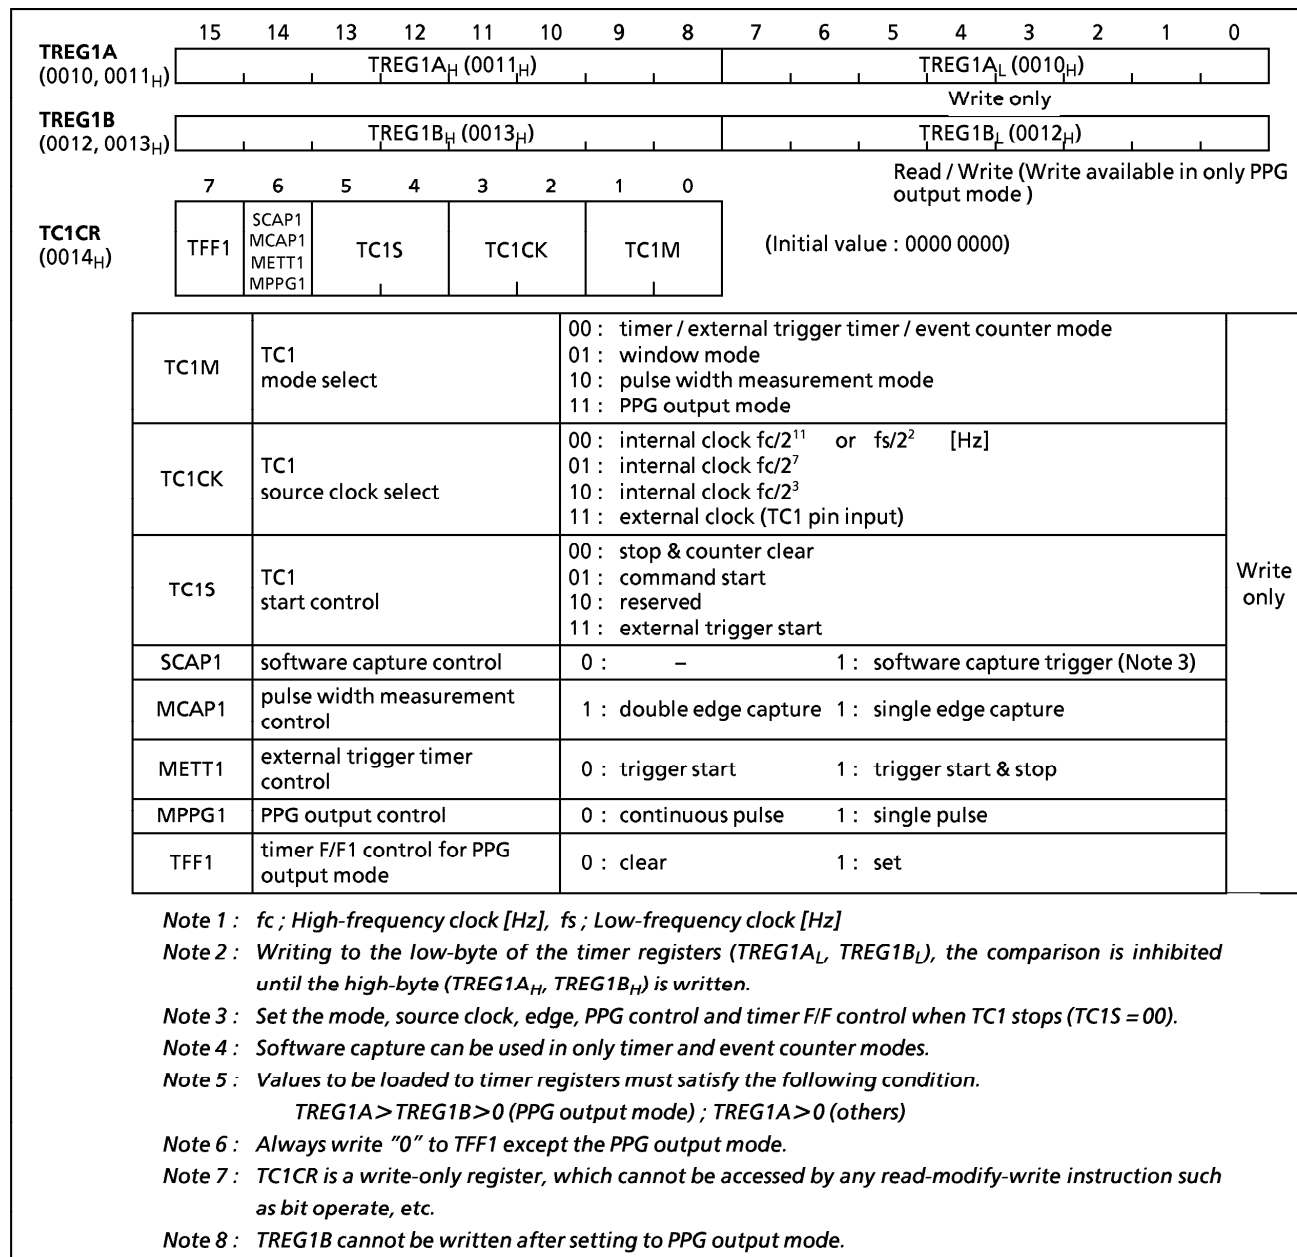 15 14 13 12 11 10 9 8 7 6 5 4 3 2 1 0
TREG1A
(0010, 0011H)
TREG1AH (0011H) TREG1AL (0010H)
Write only
TREG1B
(0012, 0013H)
TREG1BH (0013H) TREG1BL (0012H)
Read / Write (Write available in only PPG
output mode )
7 6 5 4 3 2 1 0
TC1CR
(0014H)
TFF1
SCAP1
MCAP1
METT1
MPPG1
TC1S TC1CK TC1M
(Initial value : 0000 0000)
TC1M
TC1
mode select
00 : timer / external trigger timer / event counter mode
01 : window mode
10 : pulse width measurement mode
11 : PPG output mode
TC1CK
TC1
source clock select
00 : internal clock fc/2¹¹ or fs/2² [Hz]
01 : internal clock fc/2⁷
10 : internal clock fc/2³
11 : external clock (TC1 pin input)
TC1S
TC1
start control
00 : stop & counter clear
01 : command start
10 : reserved
11 : external trigger start
Write
only
SCAP1 software capture control 0 : – 1 : software capture trigger (Note 3)
MCAP1
pulse width measurement
control
1 : double edge capture 1 : single edge capture
METT1
external trigger timer
control
0 : trigger start 1 : trigger start & stop
MPPG1 PPG output control 0 : continuous pulse 1 : single pulse
TFF1
timer F/F1 control for PPG
output mode
0 : clear 1 : set
Note 1 : fc ; High-frequency clock [Hz], fs ; Low-frequency clock [Hz]
Note 2 : Writing to the low-byte of the timer registers (TREG1AL, TREG1BL), the comparison is inhibited
until the high-byte (TREG1AH, TREG1BH) is written.
Note 3 : Set the mode, source clock, edge, PPG control and timer F/F control when TC1 stops (TC1S = 00).
Note 4 : Software capture can be used in only timer and event counter modes.
Note 5 : Values to be loaded to timer registers must satisfy the following condition.
TREG1A > TREG1B > 0 (PPG output mode) ; TREG1A > 0 (others)
Note 6 : Always write "0" to TFF1 except the PPG output mode.
Note 7 : TC1CR is a write-only register, which cannot be accessed by any read-modify-write instruction such
as bit operate, etc.
Note 8 : TREG1B cannot be written after setting to PPG output mode.